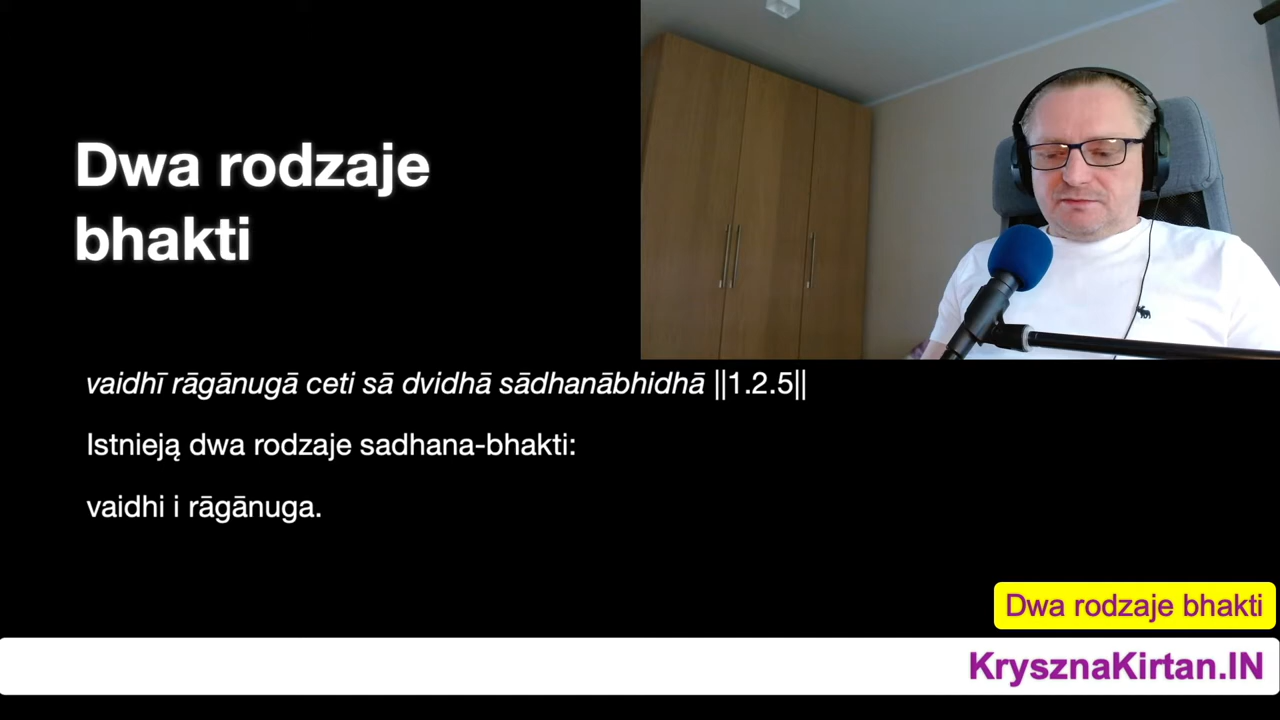 Dwa rodzaje
bhakti
vaidhī rāgānugā ceti sā dvidhā sādhanābhidhā ||1.2.5||
Istnieją dwa rodzaje sadhana-bhakti:
vaidhi i rāgānuga.
Dwa rodzaje bhakti
KrysznaKirtan.IN